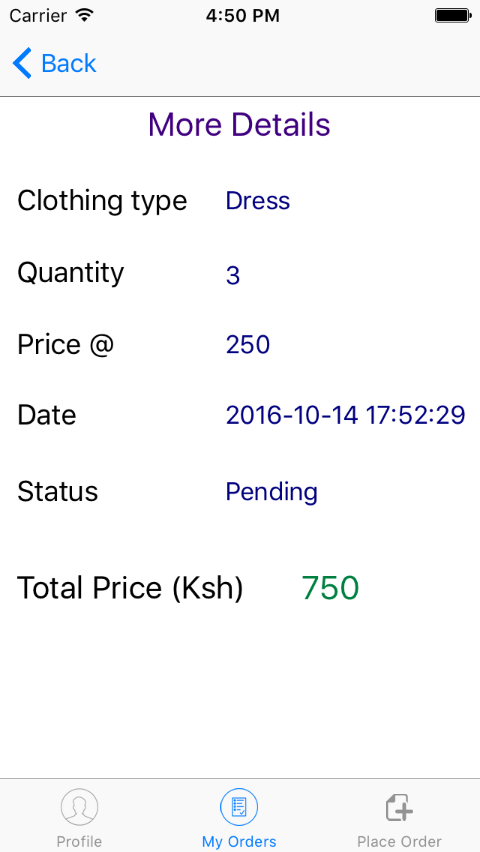 Carrier 4:50 PM
Back
More Details
Clothing type Dress
Quantity 3
Price @ 250
Date 2016-10-14 17:52:29
Status Pending
Total Price (Ksh) 750
Profile My Orders Place Order